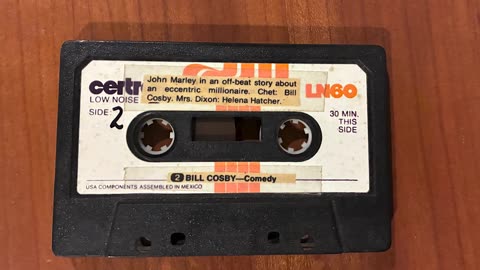 certr
LOW NOISE
SIDE: 2
John Marley in an off-beat story about
an eccentric millionaire. Chet: Bill
Cosby. Mrs. Dixon: Helena Hatcher.
LN60
30 MIN.
THIS
SIDE
2 BILL COSBY—Comedy
USA COMPONENTS ASSEMBLED IN MEXICO